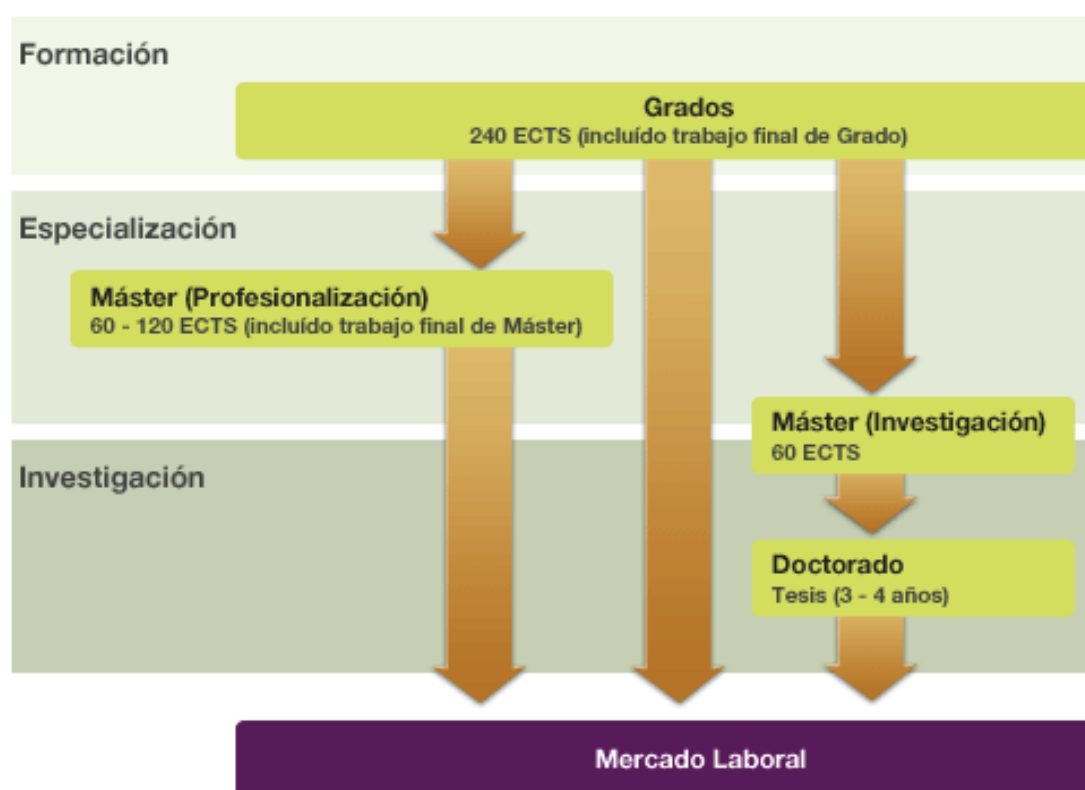 Formación
Grados
240 ECTS (incluído trabajo final de Grado)
Especialización
Máster (Profesionalización)
60 - 120 ECTS (incluído trabajo final de Máster)
Máster (Investigación)
60 ECTS
Investigación
Doctorado
Tesis (3 - 4 años)
Mercado Laboral